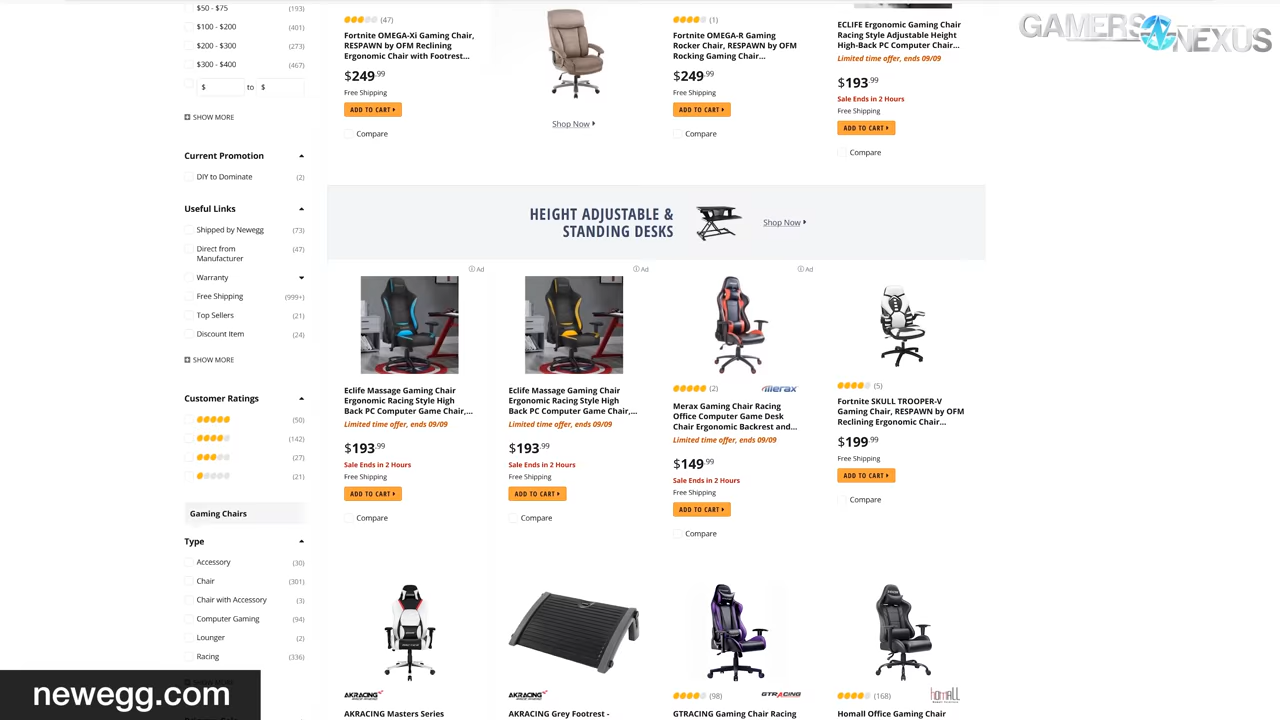 $50 - $75 (193)
$100 - $200 (401)
$200 - $300 (273)
$300 - $400 (467)
$ to $
SHOW MORE
Current Promotion
DIY to Dominate (2)
Useful Links
Shipped by Newegg (73)
Direct from (47)
Manufacturer
Warranty
Free Shipping (999+)
Top Sellers (21)
Discount Item (24)
SHOW MORE
Customer Ratings
(50)
(142)
(27)
(21)
Gaming Chairs
Type
Accessory (30)
Chair (301)
Chair with Accessory (3)
Computer Gaming (94)
Lounger (2)
Racing (336)
newegg.com
(47)
Fortnite OMEGA-Xi Gaming Chair,
RESPAWN by OFM Reclining
Ergonomic Chair with Footrest...
$249.99
Free Shipping
ADD TO CART
Compare
Shop Now
(1)
Fortnite OMEGA-R Gaming
Rocker Chair, RESPAWN by OFM
Rocking Gaming Chair...
$249.99
Free Shipping
ADD TO CART
Compare
GAMERS NEXUS
ECLIFE Ergonomic Gaming Chair
Racing Style Adjustable Height
High-Back PC Computer Chair...
Limited time offer, ends 09/09
$193.99
Sale Ends in 2 Hours
Free Shipping
ADD TO CART
Compare
HEIGHT ADJUSTABLE &
STANDING DESKS
Shop Now
Ad
Eclife Massage Gaming Chair
Ergonomic Racing Style High
Back PC Computer Game Chair,...
Limited time offer, ends 09/09
$193.99
Sale Ends in 2 Hours
Free Shipping
ADD TO CART
Compare
Ad
Eclife Massage Gaming Chair
Ergonomic Racing Style High
Back PC Computer Game Chair,...
Limited time offer, ends 09/09
$193.99
Sale Ends in 2 Hours
Free Shipping
ADD TO CART
Compare
Ad
(2) merax
Merax Gaming Chair Racing
Office Computer Game Desk
Chair Ergonomic Backrest and...
Limited time offer, ends 09/09
$149.99
Sale Ends in 2 Hours
Free Shipping
ADD TO CART
Compare
(5)
Fortnite SKULL TROOPER-V
Gaming Chair, RESPAWN by OFM
Reclining Ergonomic Chair...
$199.99
Free Shipping
ADD TO CART
Compare
AKRACING
AKRACING Masters Series
AKRACING
AKRACING Grey Footrest -
(98) GTRACING
GTRACING Gaming Chair Racing
(168) homall
Homall Office Gaming Chair